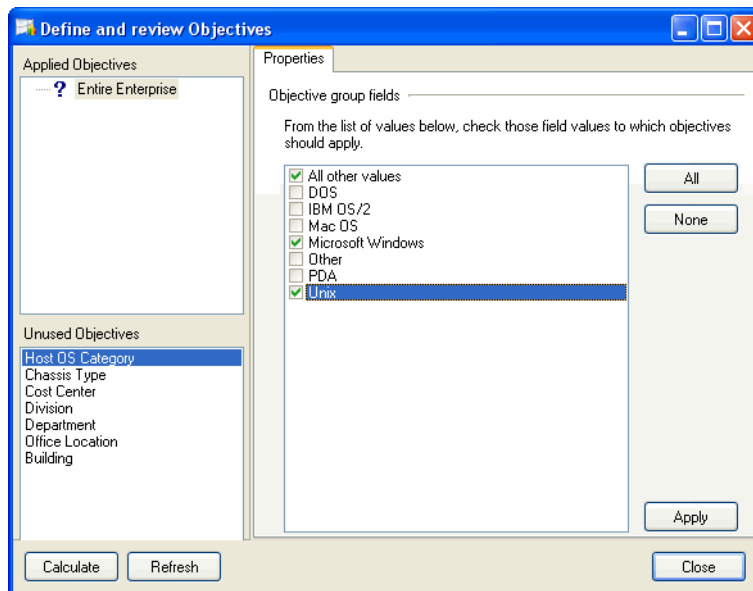 Define and review Objectives
Applied Objectives
? Entire Enterprise
Unused Objectives
Host OS Category
Chassis Type
Cost Center
Division
Department
Office Location
Building
Properties
Objective group fields
From the list of values below, check those field values to which objectives
should apply.
All other values
DOS
IBM OS/2
Mac OS
Microsoft Windows
Other
PDA
Unix
All
None
Apply
Calculate
Refresh
Close